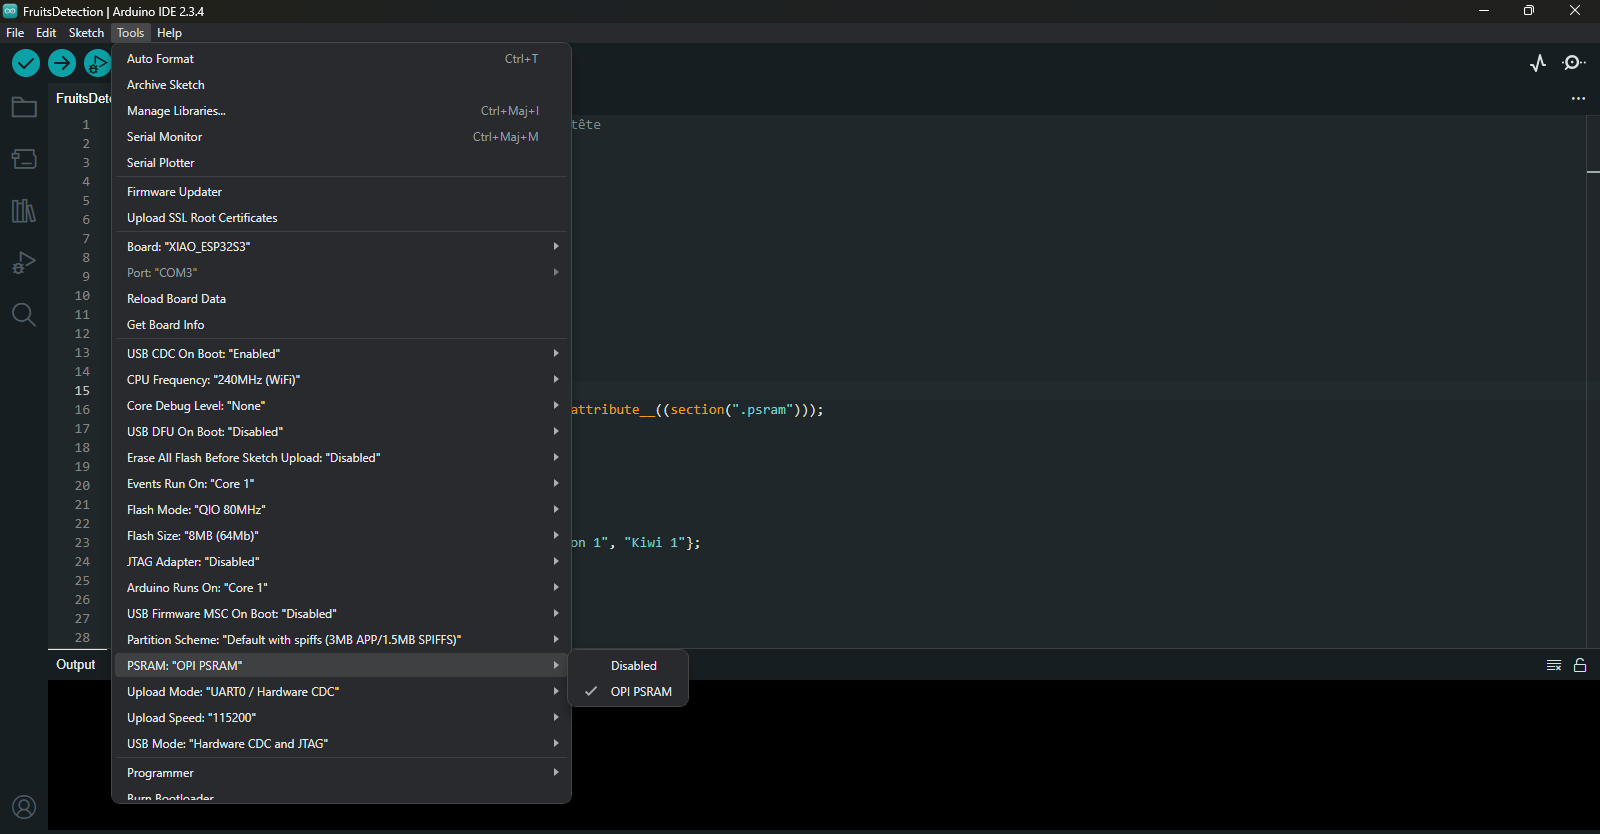 FruitsDetection | Arduino IDE 2.3.4
File Edit Sketch Tools Help
FruitsDet
Auto Format Ctrl+T
Archive Sketch
Manage Libraries... Ctrl+Maj+I
Serial Monitor Ctrl+Maj+M
Serial Plotter
Firmware Updater
Upload SSL Root Certificates
Board: "XIAO_ESP32S3"
Port: "COM3"
Reload Board Data
Get Board Info
USB CDC On Boot: "Enabled"
CPU Frequency: "240MHz (WiFi)"
Core Debug Level: "None"
USB DFU On Boot: "Disabled"
Erase All Flash Before Sketch Upload: "Disabled"
Events Run On: "Core 1"
Flash Mode: "QIO 80MHz"
Flash Size: "8MB (64Mb)"
JTAG Adapter: "Disabled"
Arduino Runs On: "Core 1"
USB Firmware MSC On Boot: "Disabled"
Partition Scheme: "Default with spiffs (3MB APP/1.5MB SPIFFS)"
PSRAM: "OPI PSRAM"
Upload Mode: "UART0 / Hardware CDC"
Upload Speed: "115200"
USB Mode: "Hardware CDC and JTAG"
Programmer
Burn Bootloader
Disabled
OPI PSRAM
1
2
3
4
5
6
7
8
9
10
11
12
13
14
15
16
17
18
19
20
21
22
23
24
25
26
27
28
tête
attribute__((section(".psram")));
on 1", "Kiwi 1"};
Output